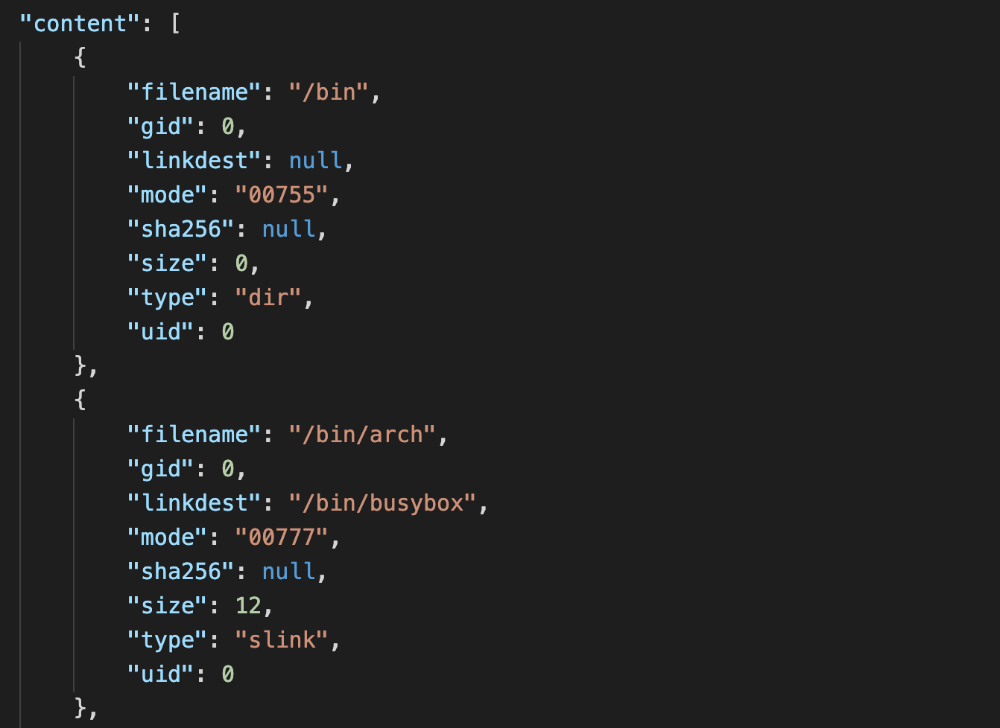 "content": [
{
"filename": "/bin",
"gid": 0,
"linkdest": null,
"mode": "00755",
"sha256": null,
"size": 0,
"type": "dir",
"uid": 0
},
{
"filename": "/bin/arch",
"gid": 0,
"linkdest": "/bin/busybox",
"mode": "00777",
"sha256": null,
"size": 12,
"type": "slink",
"uid": 0
},